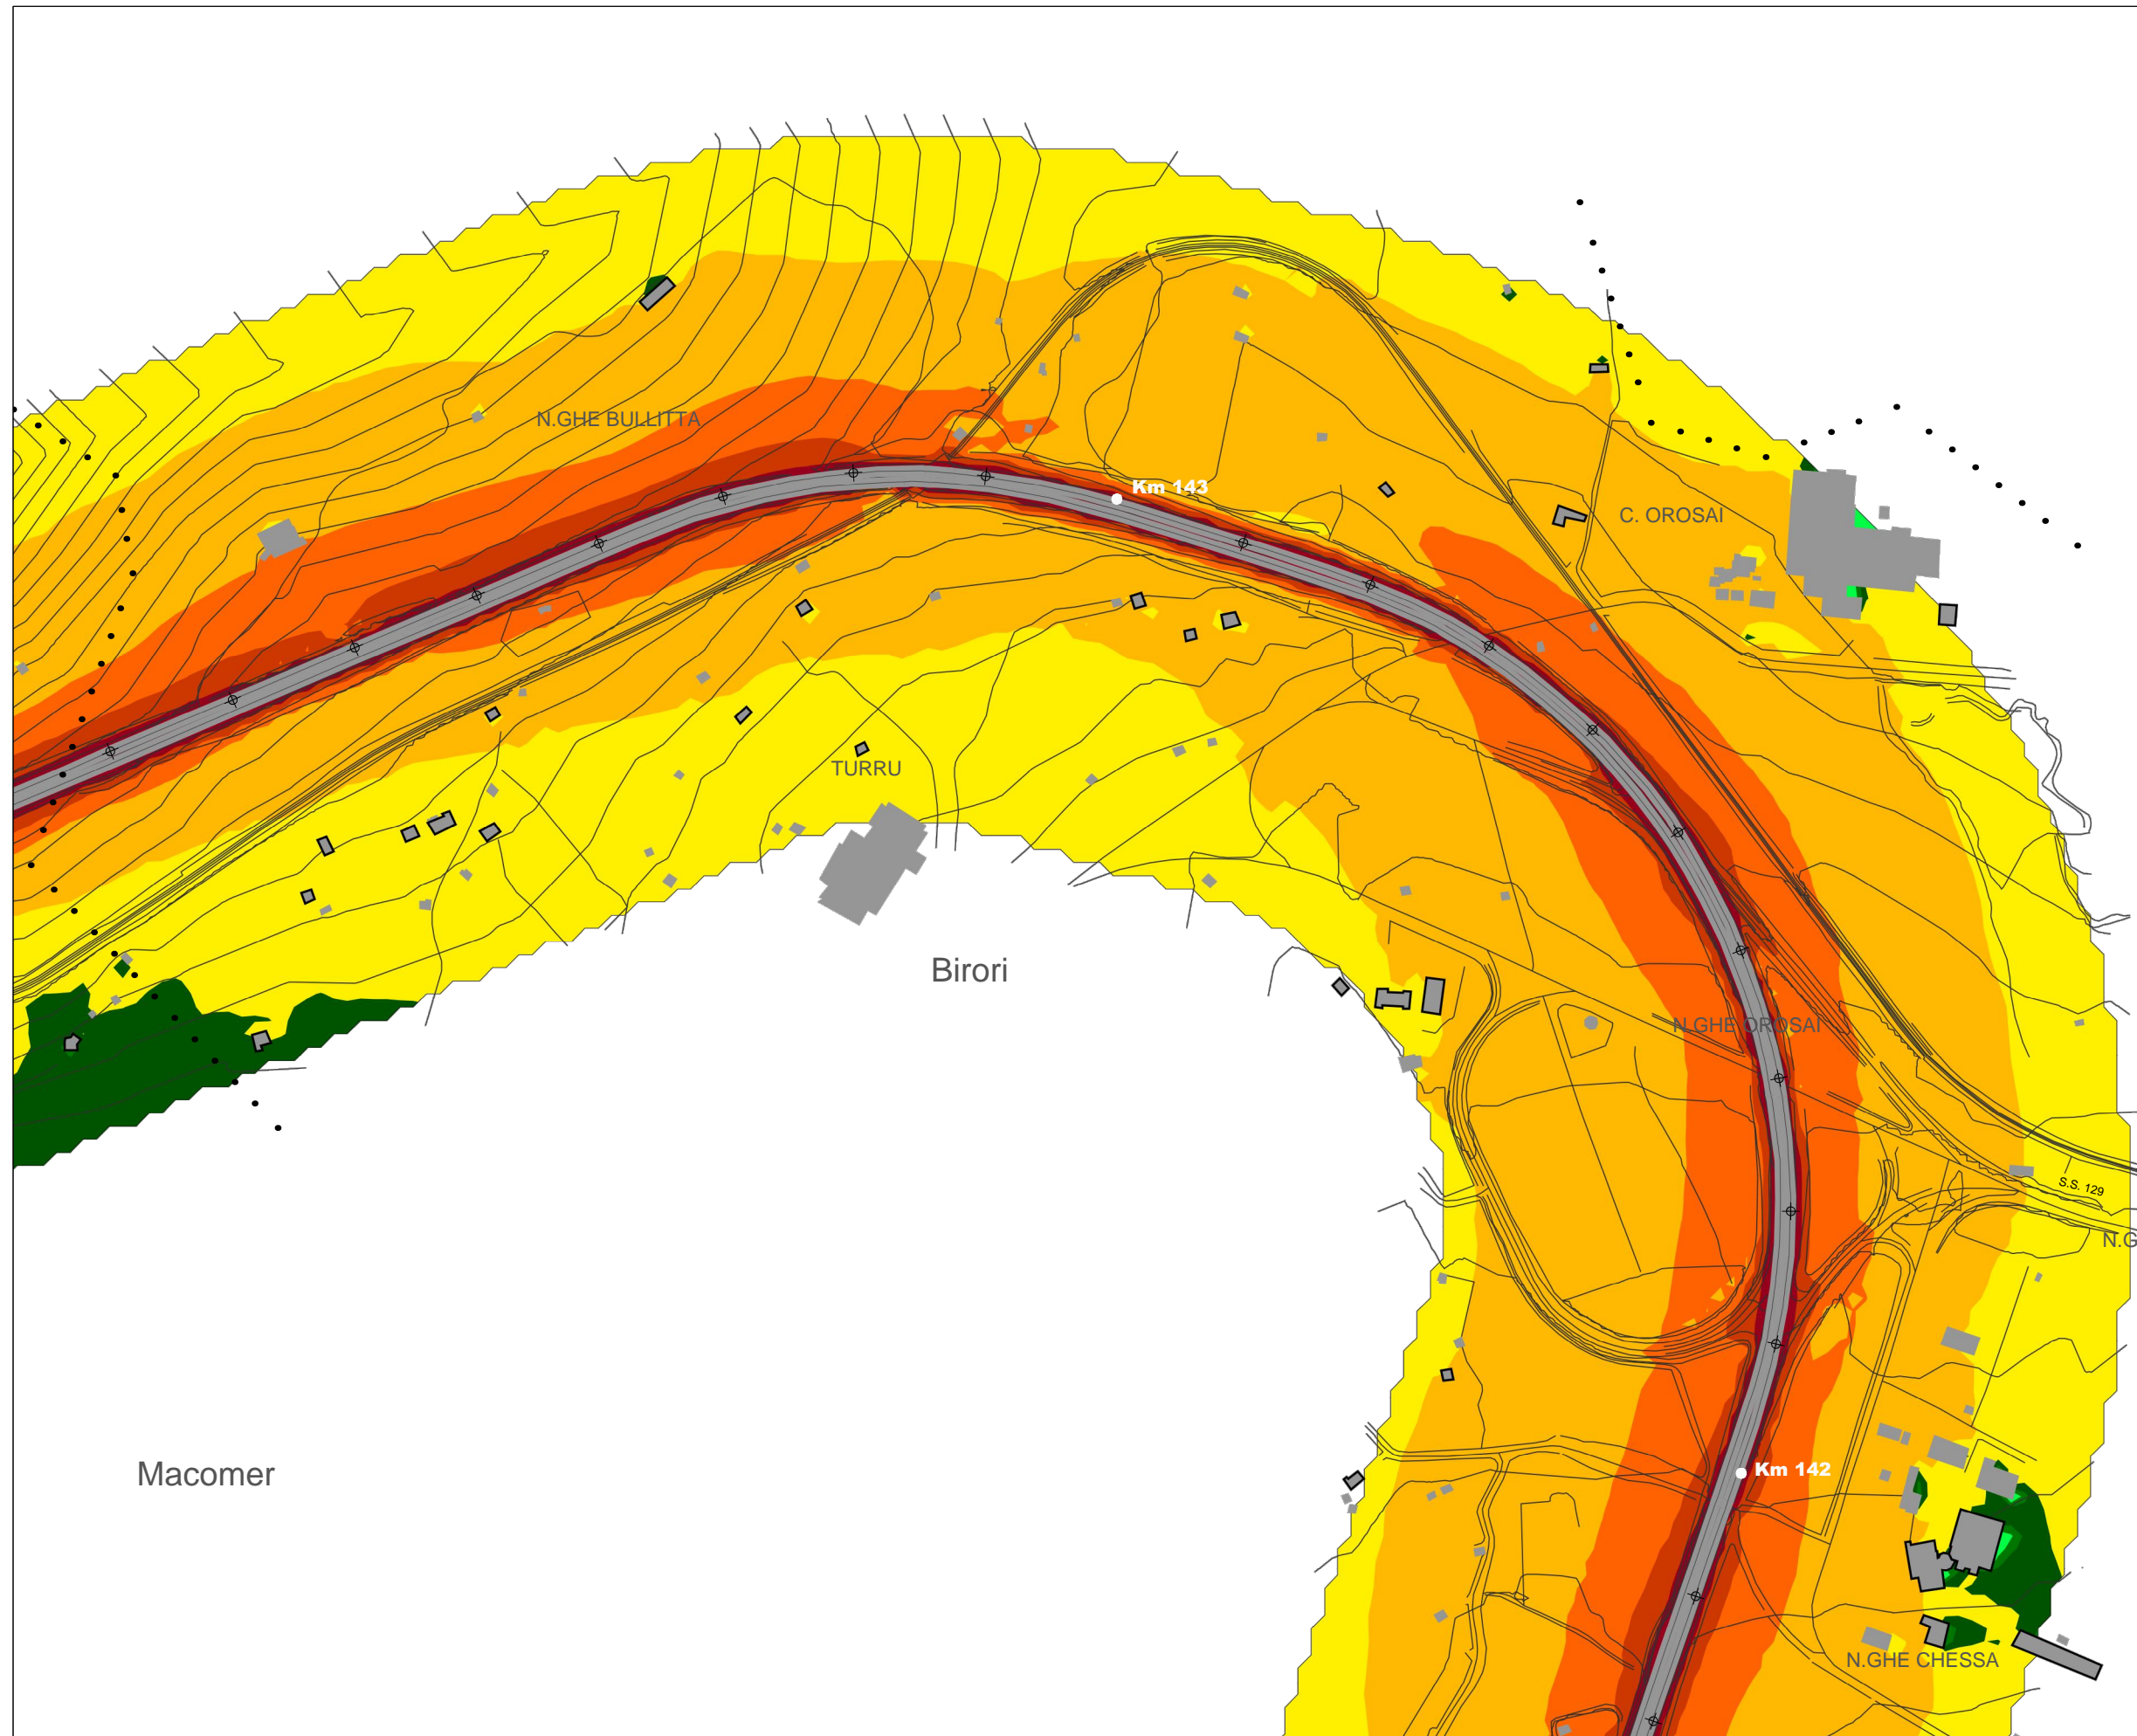 N.GHE BULLITTA
Km 143
C. OROSAI
TURRU
Birori
N.GHE OROSAI
S.S. 129
N.G
Macomer
Km 142
N.GHE CHESSA